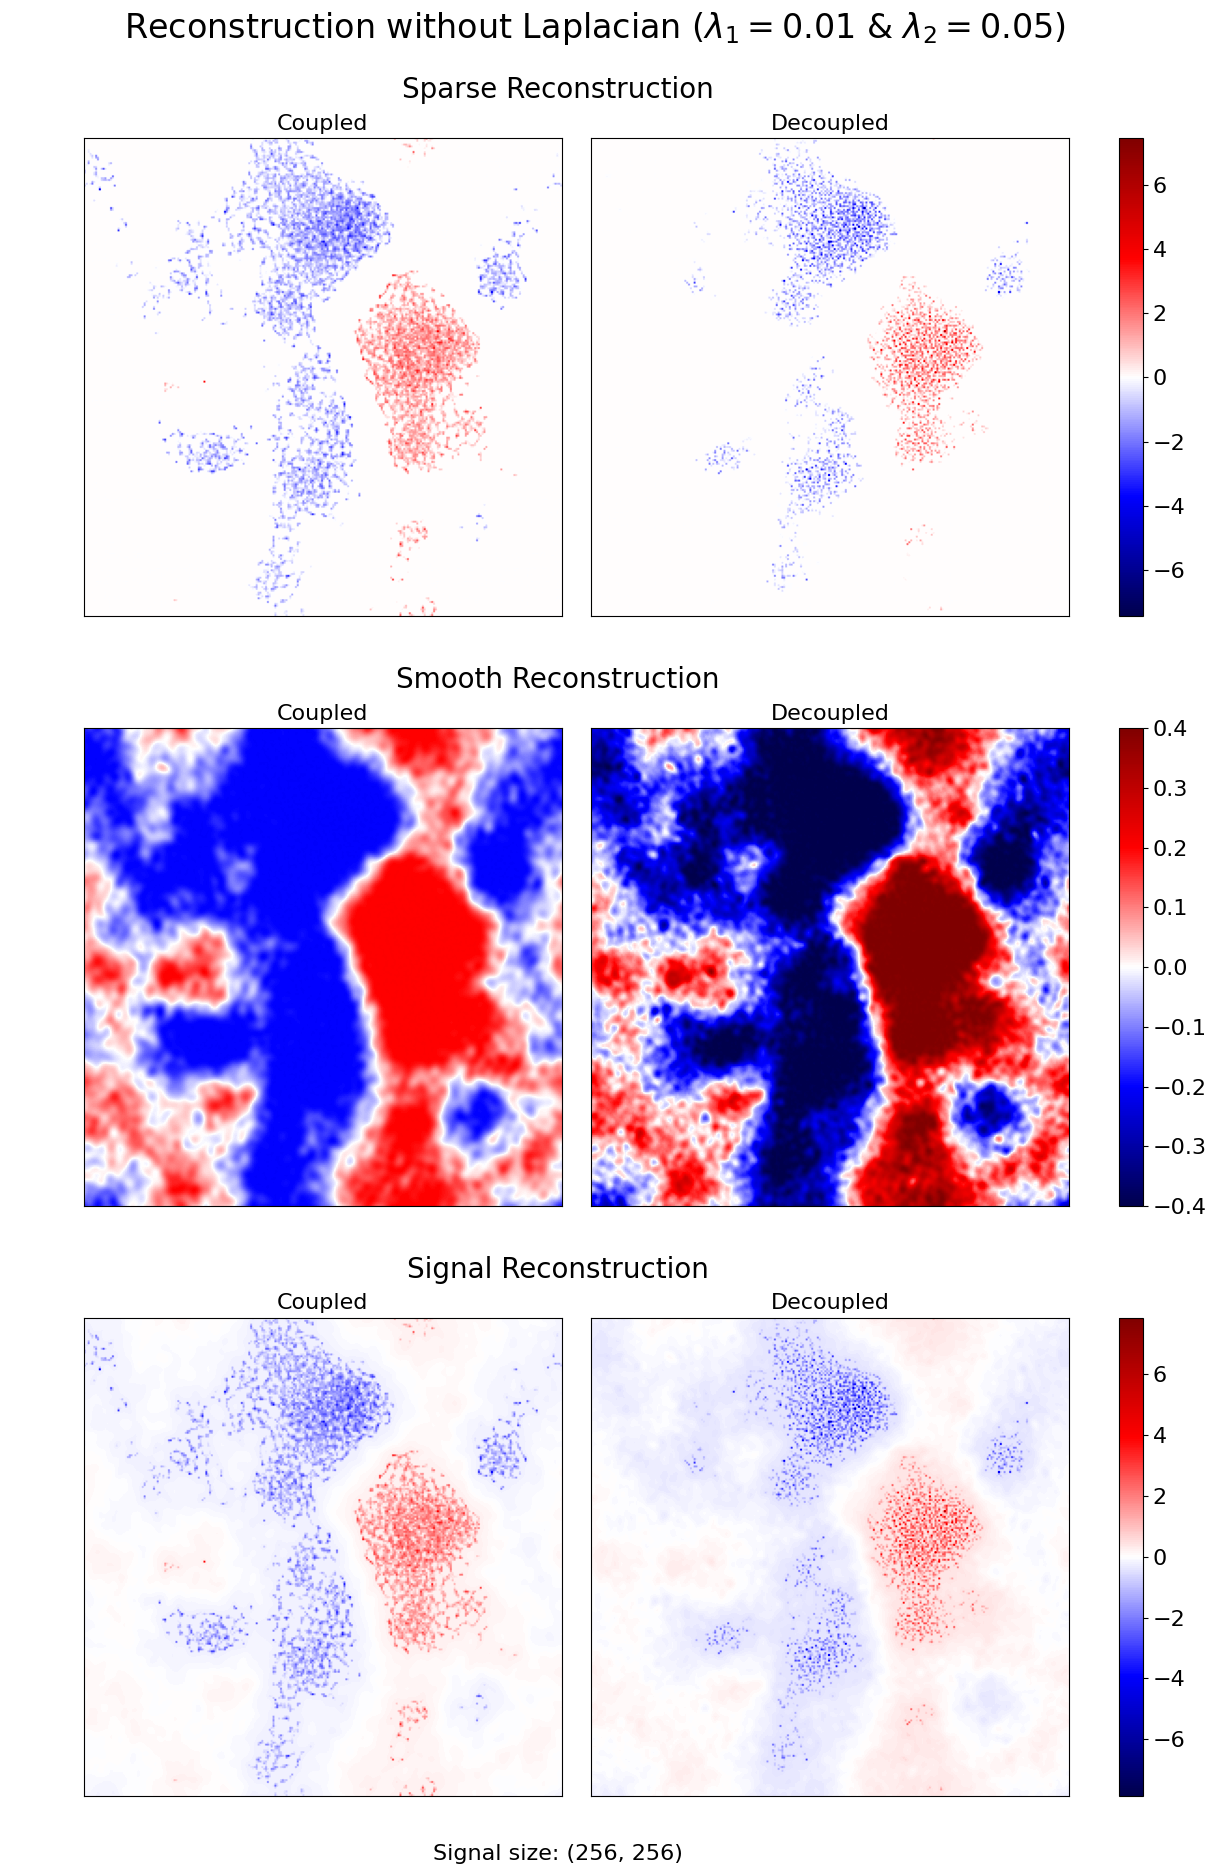 Reconstruction without Laplacian (λ₁ = 0.01 & λ₂ = 0.05)
Sparse Reconstruction
Coupled
Decoupled
6
4
2
0
−2
−4
−6
Smooth Reconstruction
Coupled
Decoupled
0.4
0.3
0.2
0.1
0.0
−0.1
−0.2
−0.3
−0.4
Signal Reconstruction
Coupled
Decoupled
6
4
2
0
−2
−4
−6
Signal size: (256, 256)